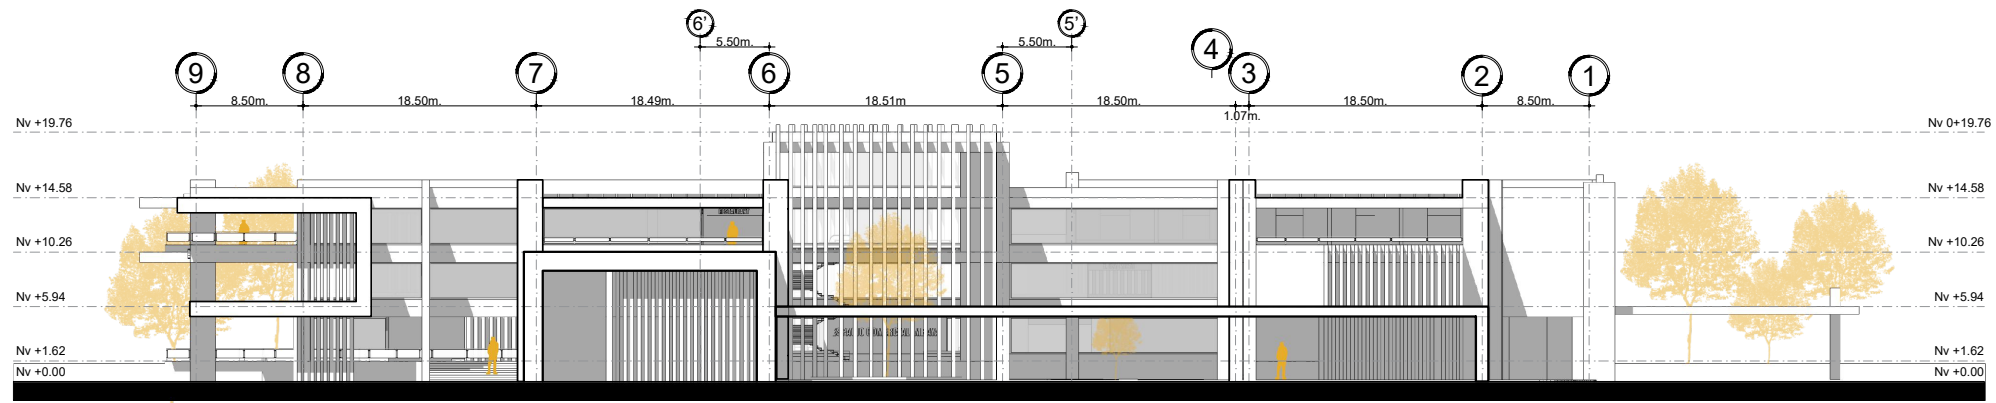 6’ 5’
5.50m. 5.50m.
9 8 7 6 5 4 3 2 1
8.50m. 18.50m. 18.49m. 18.51m 18.50m. 18.50m. 8.50m.
1.07m.
Nv +19.76 Nv 0+19.76
Nv +14.58 Nv +14.58
Nv +10.26 Nv +10.26
Nv +5.94 Nv +5.94
Nv +1.62 Nv +1.62
Nv +0.00 Nv +0.00